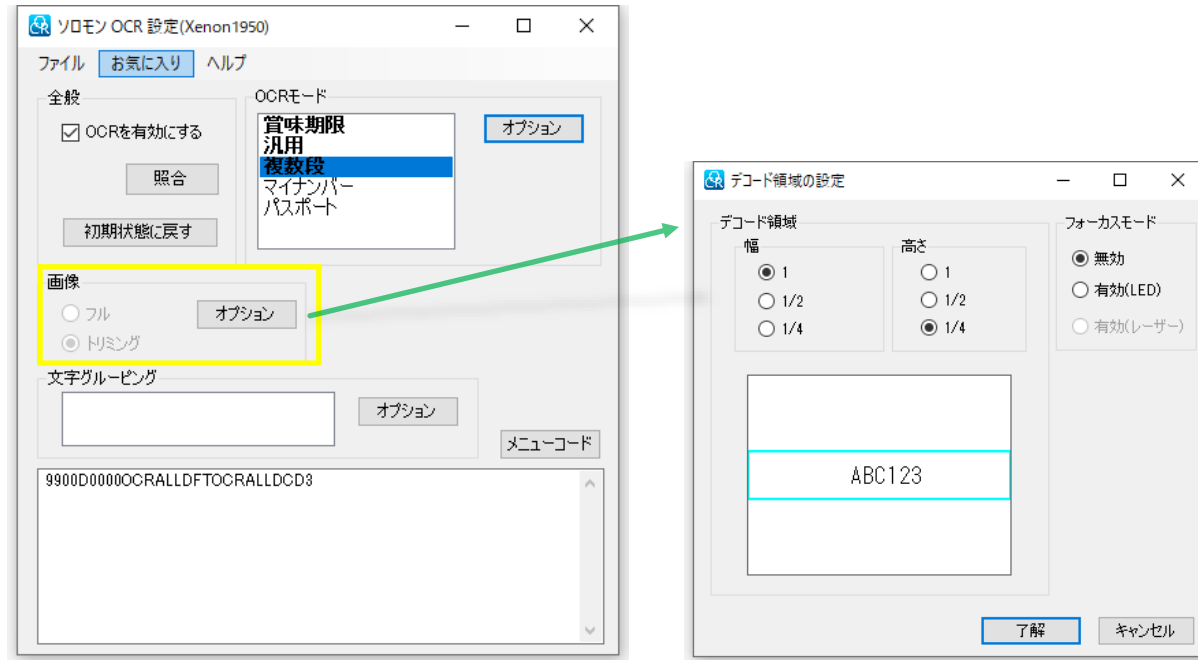 ソロモン OCR 設定(Xenon1950)
ファイル お気に入り ヘルプ
全般
OCRを有効にする
照合
初期状態に戻す
OCRモード
賞味期限
汎用
複数段
マイナンバー
パスポート
オプション
画像
フル
トリミング
オプション
文字グルーピング
オプション
メニューコード
9900D0000OCRALLDFTOCRALLDCD3
デコード領域の設定
デコード領域
幅
1
1/2
1/4
高さ
1
1/2
1/4
フォーカスモード
無効
有効(LED)
有効(レーザー)
ABC123
了解 キャンセル